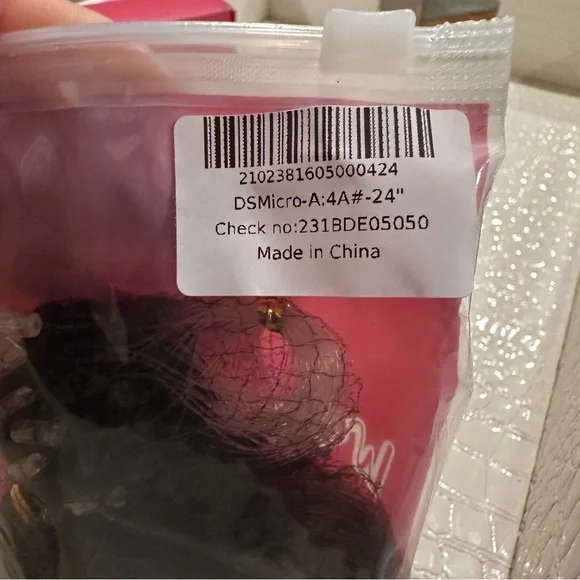 2102381605000424
DSMicro-A:4A#-24"
Check no:231BDE05050
Made in China